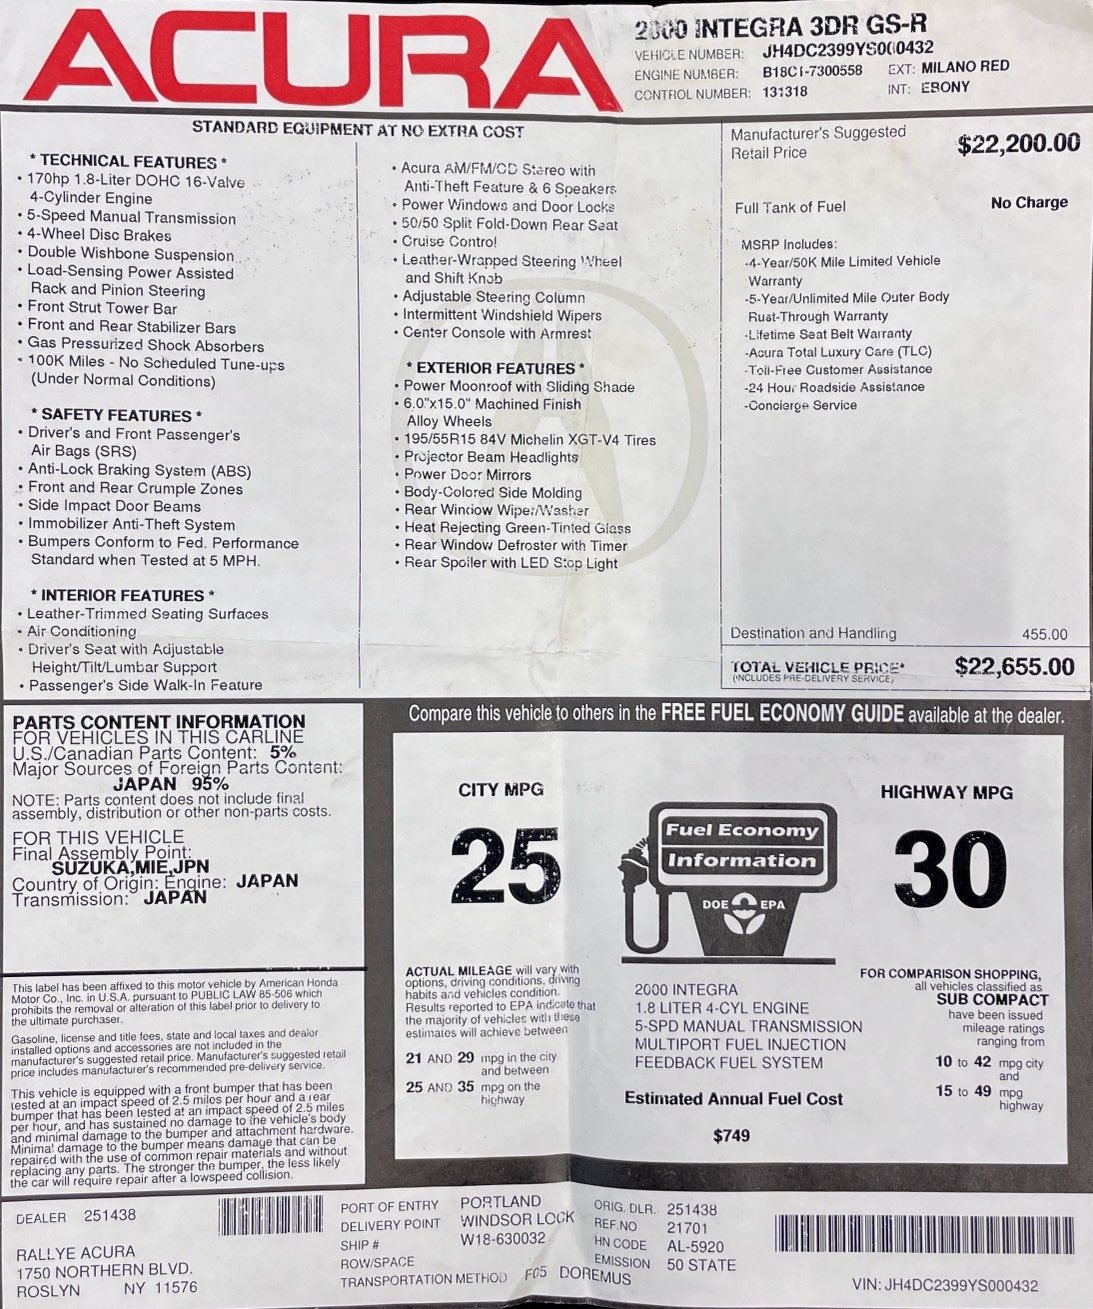 ACURA
2000 INTEGRA 3DR GS-R
VEHICLE NUMBER: JH4DC2399YS000432
ENGINE NUMBER: B18C1-7300558 EXT: MILANO RED
CONTROL NUMBER: 131318 INT: EBONY
STANDARD EQUIPMENT AT NO EXTRA COST
* TECHNICAL FEATURES *
• 170hp 1.8-Liter DOHC 16-Valve
4-Cylinder Engine
• 5-Speed Manual Transmission
• 4-Wheel Disc Brakes
• Double Wishbone Suspension
• Load-Sensing Power Assisted
Rack and Pinion Steering
• Front Strut Tower Bar
• Front and Rear Stabilizer Bars
• Gas Pressurized Shock Absorbers
• 100K Miles - No Scheduled Tune-ups
(Under Normal Conditions)
* SAFETY FEATURES *
• Driver's and Front Passenger's
Air Bags (SRS)
• Anti-Lock Braking System (ABS)
• Front and Rear Crumple Zones
• Side Impact Door Beams
• Immobilizer Anti-Theft System
• Bumpers Conform to Fed. Performance
Standard when Tested at 5 MPH.
* INTERIOR FEATURES *
• Leather-Trimmed Seating Surfaces
• Air Conditioning
• Driver's Seat with Adjustable
Height/Tilt/Lumbar Support
• Passenger's Side Walk-In Feature
• Acura AM/FM/CD Stereo with
Anti-Theft Feature & 6 Speakers
• Power Windows and Door Locks
• 50/50 Split Fold-Down Rear Seat
• Cruise Control
• Leather-Wrapped Steering Wheel
and Shift Knob
• Adjustable Steering Column
• Intermittent Windshield Wipers
• Center Console with Armrest
* EXTERIOR FEATURES *
• Power Moonroof with Sliding Shade
• 6.0"x15.0" Machined Finish
Alloy Wheels
• 195/55R15 84V Michelin XGT-V4 Tires
• Projector Beam Headlights
• Power Door Mirrors
• Body-Colored Side Molding
• Rear Window Wiper/Washer
• Heat Rejecting Green-Tinted Glass
• Rear Window Defroster with Timer
• Rear Spoiler with LED Stop Light
Manufacturer's Suggested
Retail Price $22,200.00
Full Tank of Fuel No Charge
MSRP Includes:
-4-Year/50K Mile Limited Vehicle
Warranty
-5-Year/Unlimited Mile Outer Body
Rust-Through Warranty
-Lifetime Seat Belt Warranty
-Acura Total Luxury Care (TLC)
-Toll-Free Customer Assistance
-24 Hour Roadside Assistance
-Concierge Service
Destination and Handling 455.00
TOTAL VEHICLE PRICE* $22,655.00
(INCLUDES PRE-DELIVERY SERVICE)
PARTS CONTENT INFORMATION
FOR VEHICLES IN THIS CARLINE
U.S./Canadian Parts Content: 5%
Major Sources of Foreign Parts Content:
JAPAN 95%
NOTE: Parts content does not include final
assembly, distribution or other non-parts costs.
FOR THIS VEHICLE
Final Assembly Point:
SUZUKA,MIE,JPN
Country of Origin: Engine: JAPAN
Transmission: JAPAN
This label has been affixed to this motor vehicle by American Honda
Motor Co., Inc. in U.S.A. pursuant to PUBLIC LAW 85-506 which
prohibits the removal or alteration of this label prior to delivery to
the ultimate purchaser.
Gasoline, license and title fees, state and local taxes and dealer
installed options and accessories are not included in the
manufacturer's suggested retail price. Manufacturer's suggested retail
price includes manufacturer's recommended pre-delivery service.
This vehicle is equipped with a front bumper that has been
tested at an impact speed of 2.5 miles per hour and a rear
bumper that has been tested at an impact speed of 2.5 miles
per hour, and has sustained no damage to the vehicle's body
and minimal damage to the bumper and attachment hardware.
Minimal damage to the bumper means damage that can be
repaired with the use of common repair materials and without
replacing any parts. The stronger the bumper, the less likely
the car will require repair after a lowspeed collision.
Compare this vehicle to others in the FREE FUEL ECONOMY GUIDE available at the dealer.
CITY MPG
25
Fuel Economy
Information
DOE EPA
HIGHWAY MPG
30
ACTUAL MILEAGE will vary with
options, driving conditions, driving
habits and vehicles condition.
Results reported to EPA indicate that
the majority of vehicles with these
estimates will achieve between
21 AND 29 mpg in the city
and between
25 AND 35 mpg on the
highway
2000 INTEGRA
1.8 LITER 4-CYL ENGINE
5-SPD MANUAL TRANSMISSION
MULTIPORT FUEL INJECTION
FEEDBACK FUEL SYSTEM
Estimated Annual Fuel Cost
$749
FOR COMPARISON SHOPPING,
all vehicles classified as
SUB COMPACT
have been issued
mileage ratings
ranging from
10 to 42 mpg city
and
15 to 49 mpg
highway
DEALER 251438
RALLYE ACURA
1750 NORTHERN BLVD.
ROSLYN NY 11576
PORT OF ENTRY PORTLAND
DELIVERY POINT WINDSOR LOCK
SHIP # W18-630032
ROW/SPACE
TRANSPORTATION METHOD F05 DOREMUS
ORIG. DLR. 251438
REF.NO 21701
HN CODE AL-5920
EMISSION 50 STATE
VIN: JH4DC2399YS000432